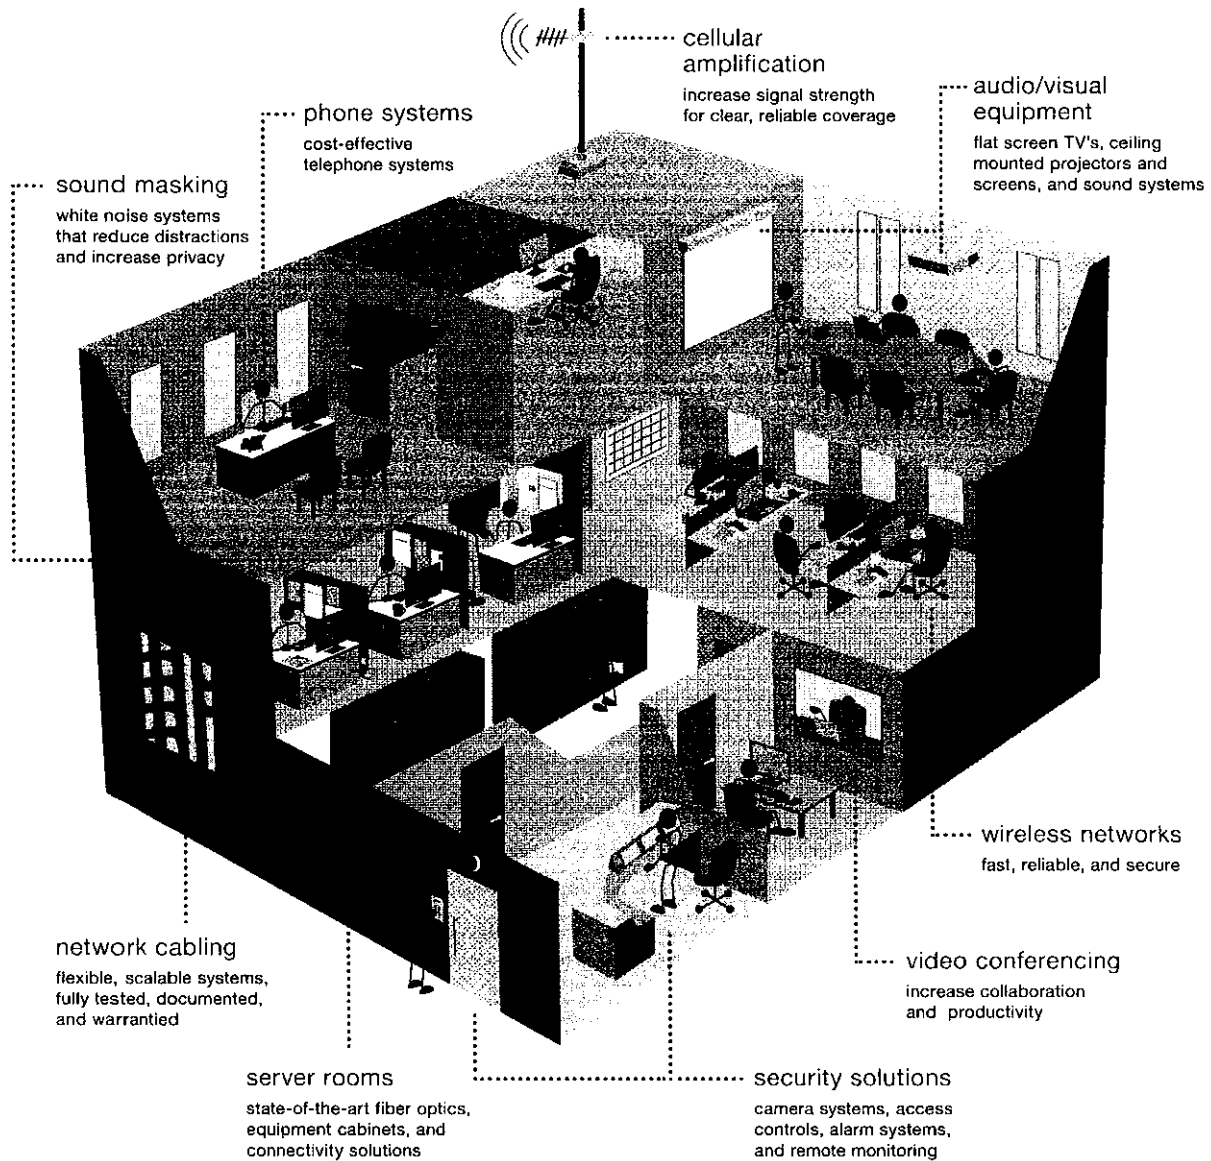 cellular
amplification
increase signal strength
for clear, reliable coverage
audio/visual
equipment
flat screen TV's, ceiling
mounted projectors and
screens, and sound systems
phone systems
cost-effective
telephone systems
sound masking
white noise systems
that reduce distractions
and increase privacy
wireless networks
fast, reliable, and secure
network cabling
flexible, scalable systems,
fully tested, documented,
and warrantied
video conferencing
increase collaboration
and productivity
server rooms
state-of-the-art fiber optics,
equipment cabinets, and
connectivity solutions
security solutions
camera systems, access
controls, alarm systems,
and remote monitoring